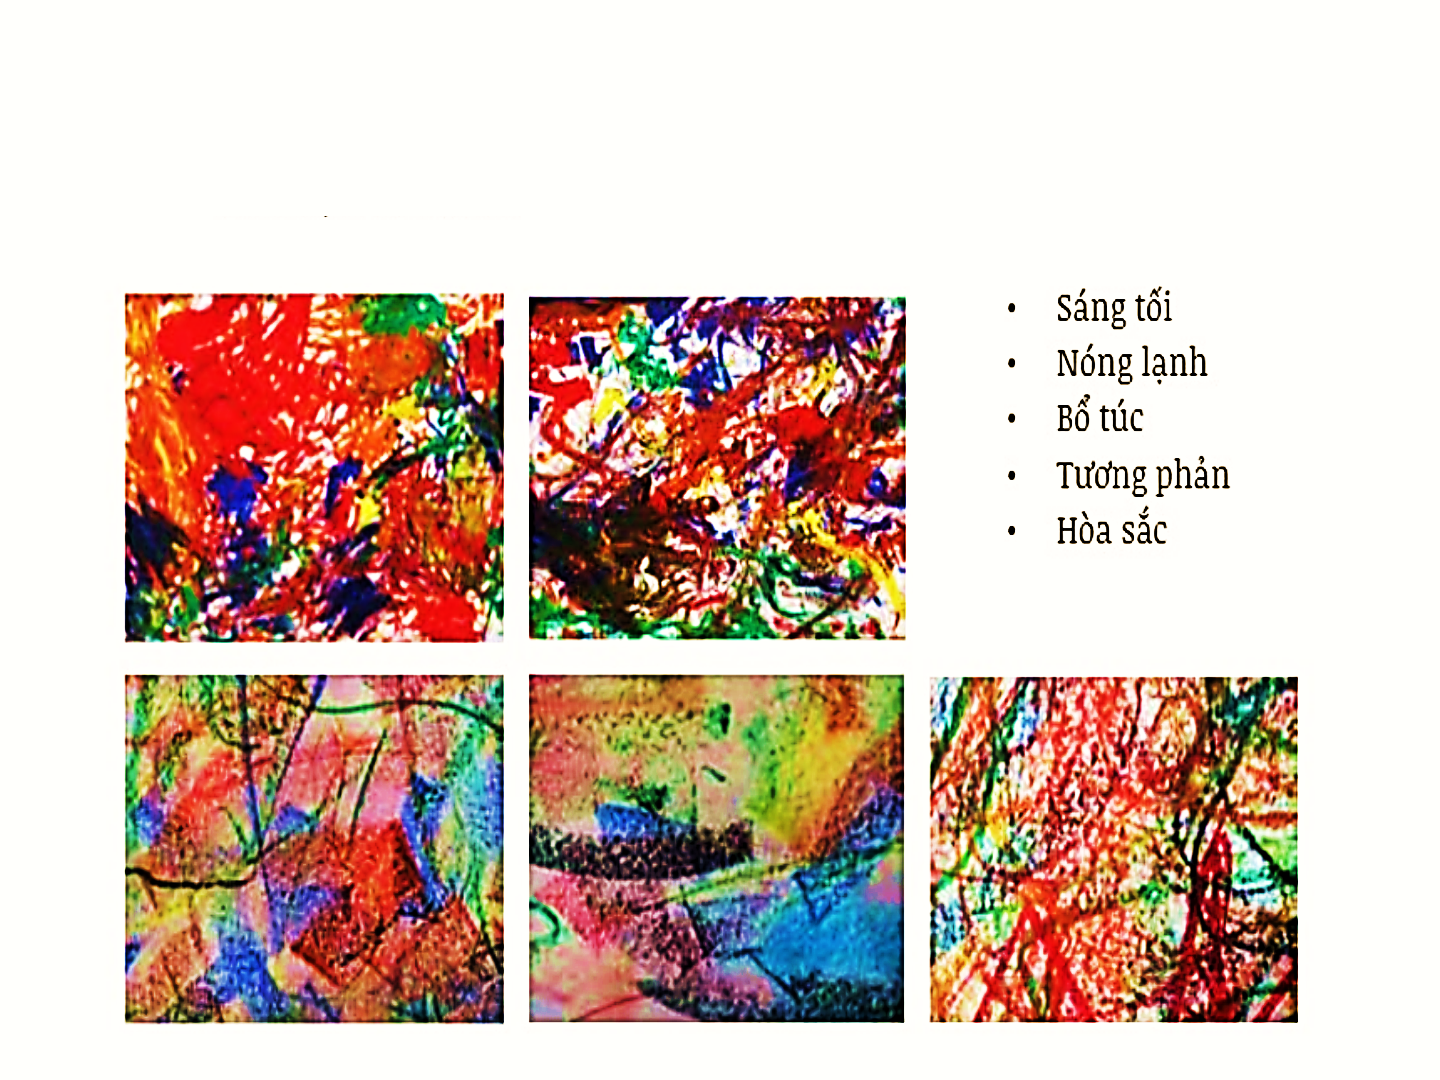 • Sáng tối
• Nóng lạnh
• Bổ túc
• Tương phản
• Hòa sắc